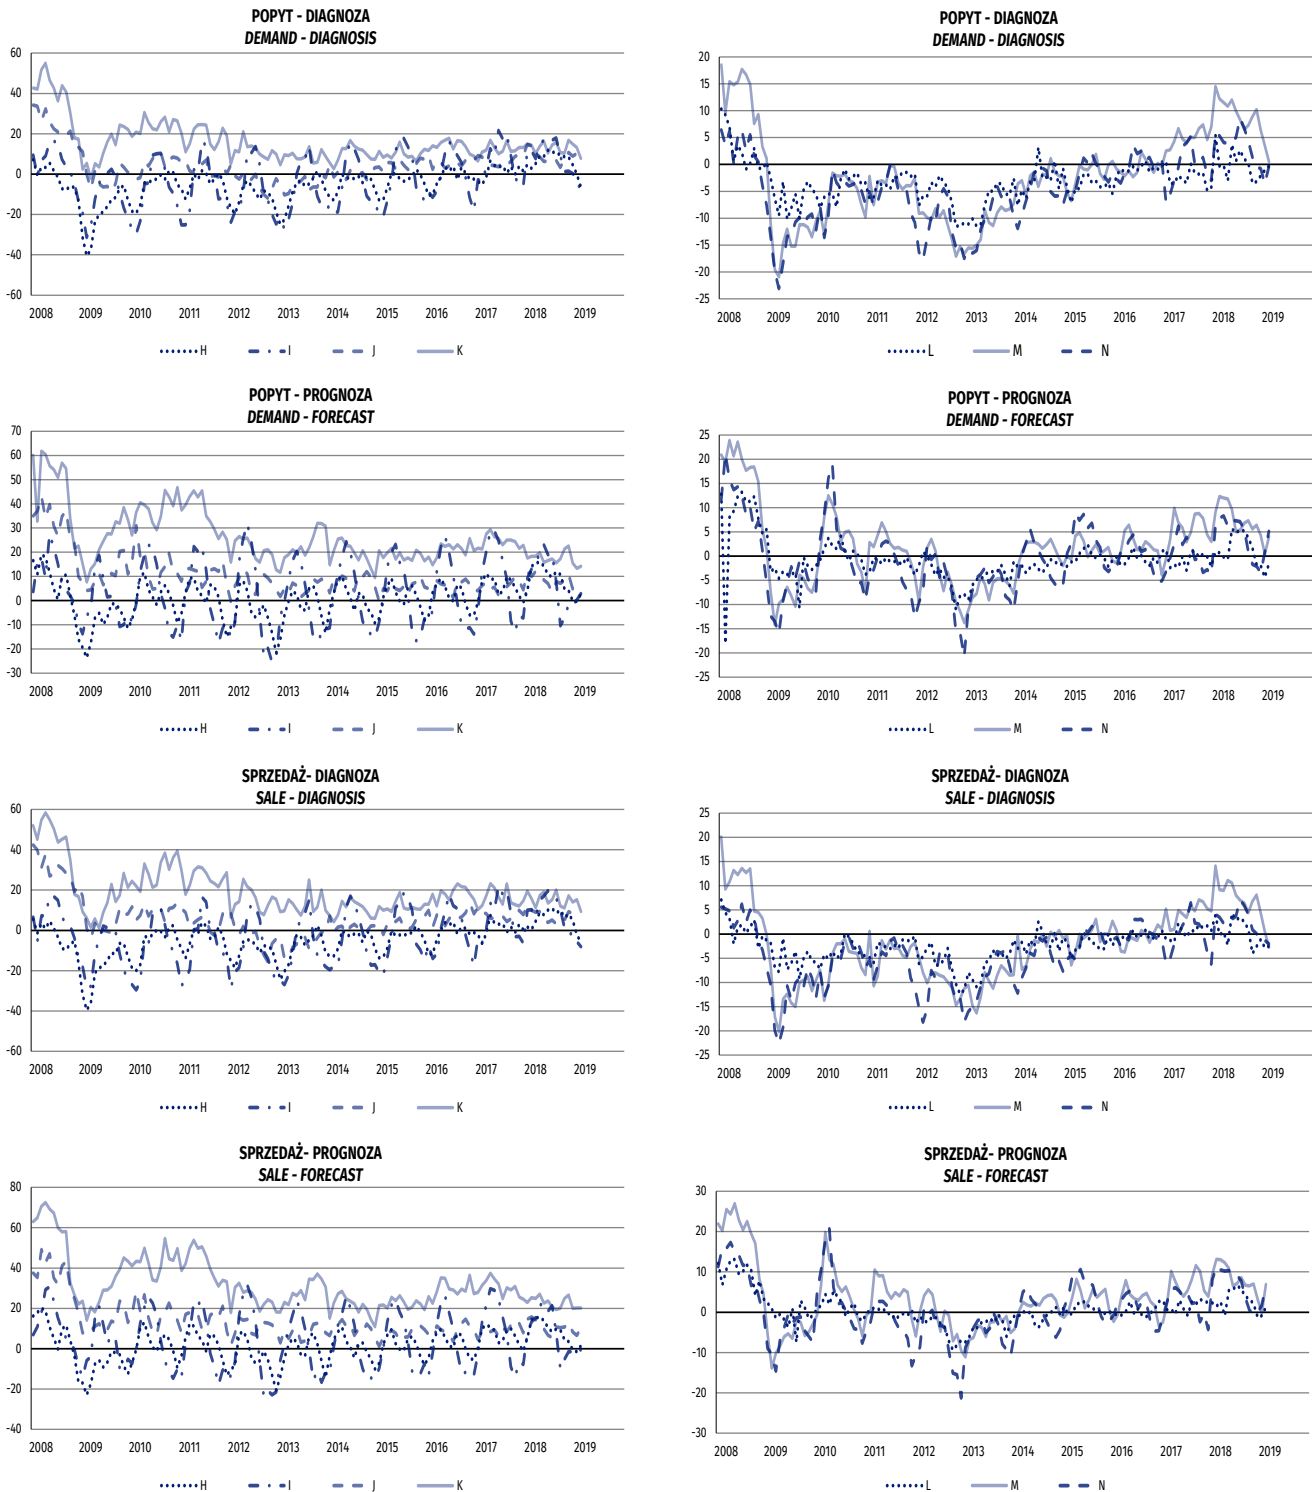 POPYT - DIAGNOZA
DEMAND - DIAGNOSIS
60
40
20
0
-20
-40
-60
2008 2009 2010 2011 2012 2013 2014 2015 2016 2017 2018 2019
H I J K
POPYT - DIAGNOZA
DEMAND - DIAGNOSIS
20
15
10
5
0
-5
-10
-15
-20
-25
2008 2009 2010 2011 2012 2013 2014 2015 2016 2017 2018 2019
L M N
POPYT - PROGNOZA
DEMAND - FORECAST
70
60
50
40
30
20
10
0
-10
-20
-30
2008 2009 2010 2011 2012 2013 2014 2015 2016 2017 2018 2019
H I J K
POPYT - PROGNOZA
DEMAND - FORECAST
25
20
15
10
5
0
-5
-10
-15
-20
-25
2008 2009 2010 2011 2012 2013 2014 2015 2016 2017 2018 2019
L M N
SPRZEDAŻ- DIAGNOZA
SALE - DIAGNOSIS
60
40
20
0
-20
-40
-60
2008 2009 2010 2011 2012 2013 2014 2015 2016 2017 2018 2019
H I J K
SPRZEDAŻ- DIAGNOZA
SALE - DIAGNOSIS
25
20
15
10
5
0
-5
-10
-15
-20
-25
2008 2009 2010 2011 2012 2013 2014 2015 2016 2017 2018 2019
L M N
SPRZEDAŻ- PROGNOZA
SALE - FORECAST
80
60
40
20
0
-20
-40
2008 2009 2010 2011 2012 2013 2014 2015 2016 2017 2018 2019
H I J K
SPRZEDAŻ- PROGNOZA
SALE - FORECAST
30
20
10
0
-10
-20
-30
2008 2009 2010 2011 2012 2013 2014 2015 2016 2017 2018 2019
L M N